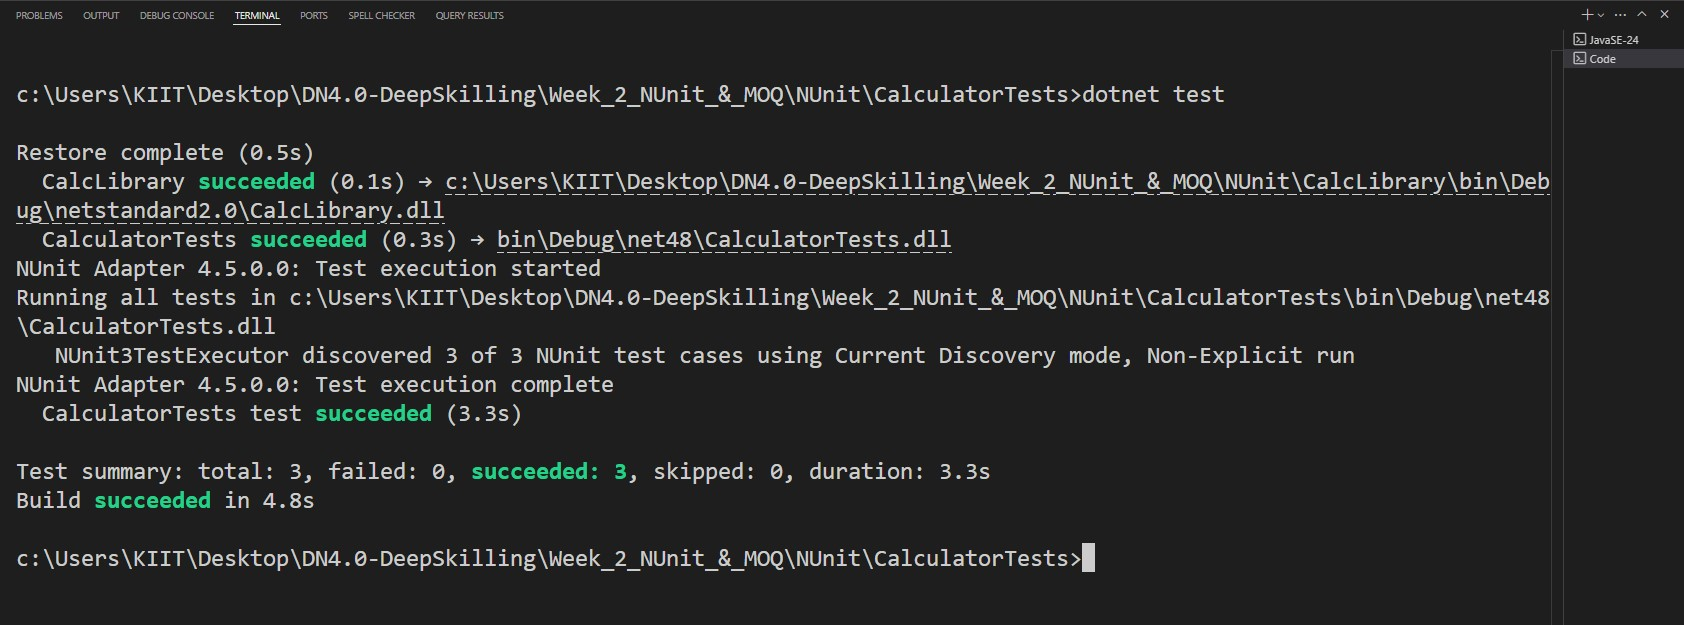 PROBLEMS OUTPUT DEBUG CONSOLE TERMINAL PORTS SPELL CHECKER QUERY RESULTS
JavaSE-24
Code
c:\Users\KIIT\Desktop\DN4.0-DeepSkilling\Week_2_NUnit_&_MOQ\NUnit\CalculatorTests>dotnet test
Restore complete (0.5s)
CalcLibrary succeeded (0.1s) → c:\Users\KIIT\Desktop\DN4.0-DeepSkilling\Week_2_NUnit_&_MOQ\NUnit\CalcLibrary\bin\Deb
ug\netstandard2.0\CalcLibrary.dll
CalculatorTests succeeded (0.3s) → bin\Debug\net48\CalculatorTests.dll
NUnit Adapter 4.5.0.0: Test execution started
Running all tests in c:\Users\KIIT\Desktop\DN4.0-DeepSkilling\Week_2_NUnit_&_MOQ\NUnit\CalculatorTests\bin\Debug\net48
\CalculatorTests.dll
NUnit3TestExecutor discovered 3 of 3 NUnit test cases using Current Discovery mode, Non-Explicit run
NUnit Adapter 4.5.0.0: Test execution complete
CalculatorTests test succeeded (3.3s)
Test summary: total: 3, failed: 0, succeeded: 3, skipped: 0, duration: 3.3s
Build succeeded in 4.8s
c:\Users\KIIT\Desktop\DN4.0-DeepSkilling\Week_2_NUnit_&_MOQ\NUnit\CalculatorTests>